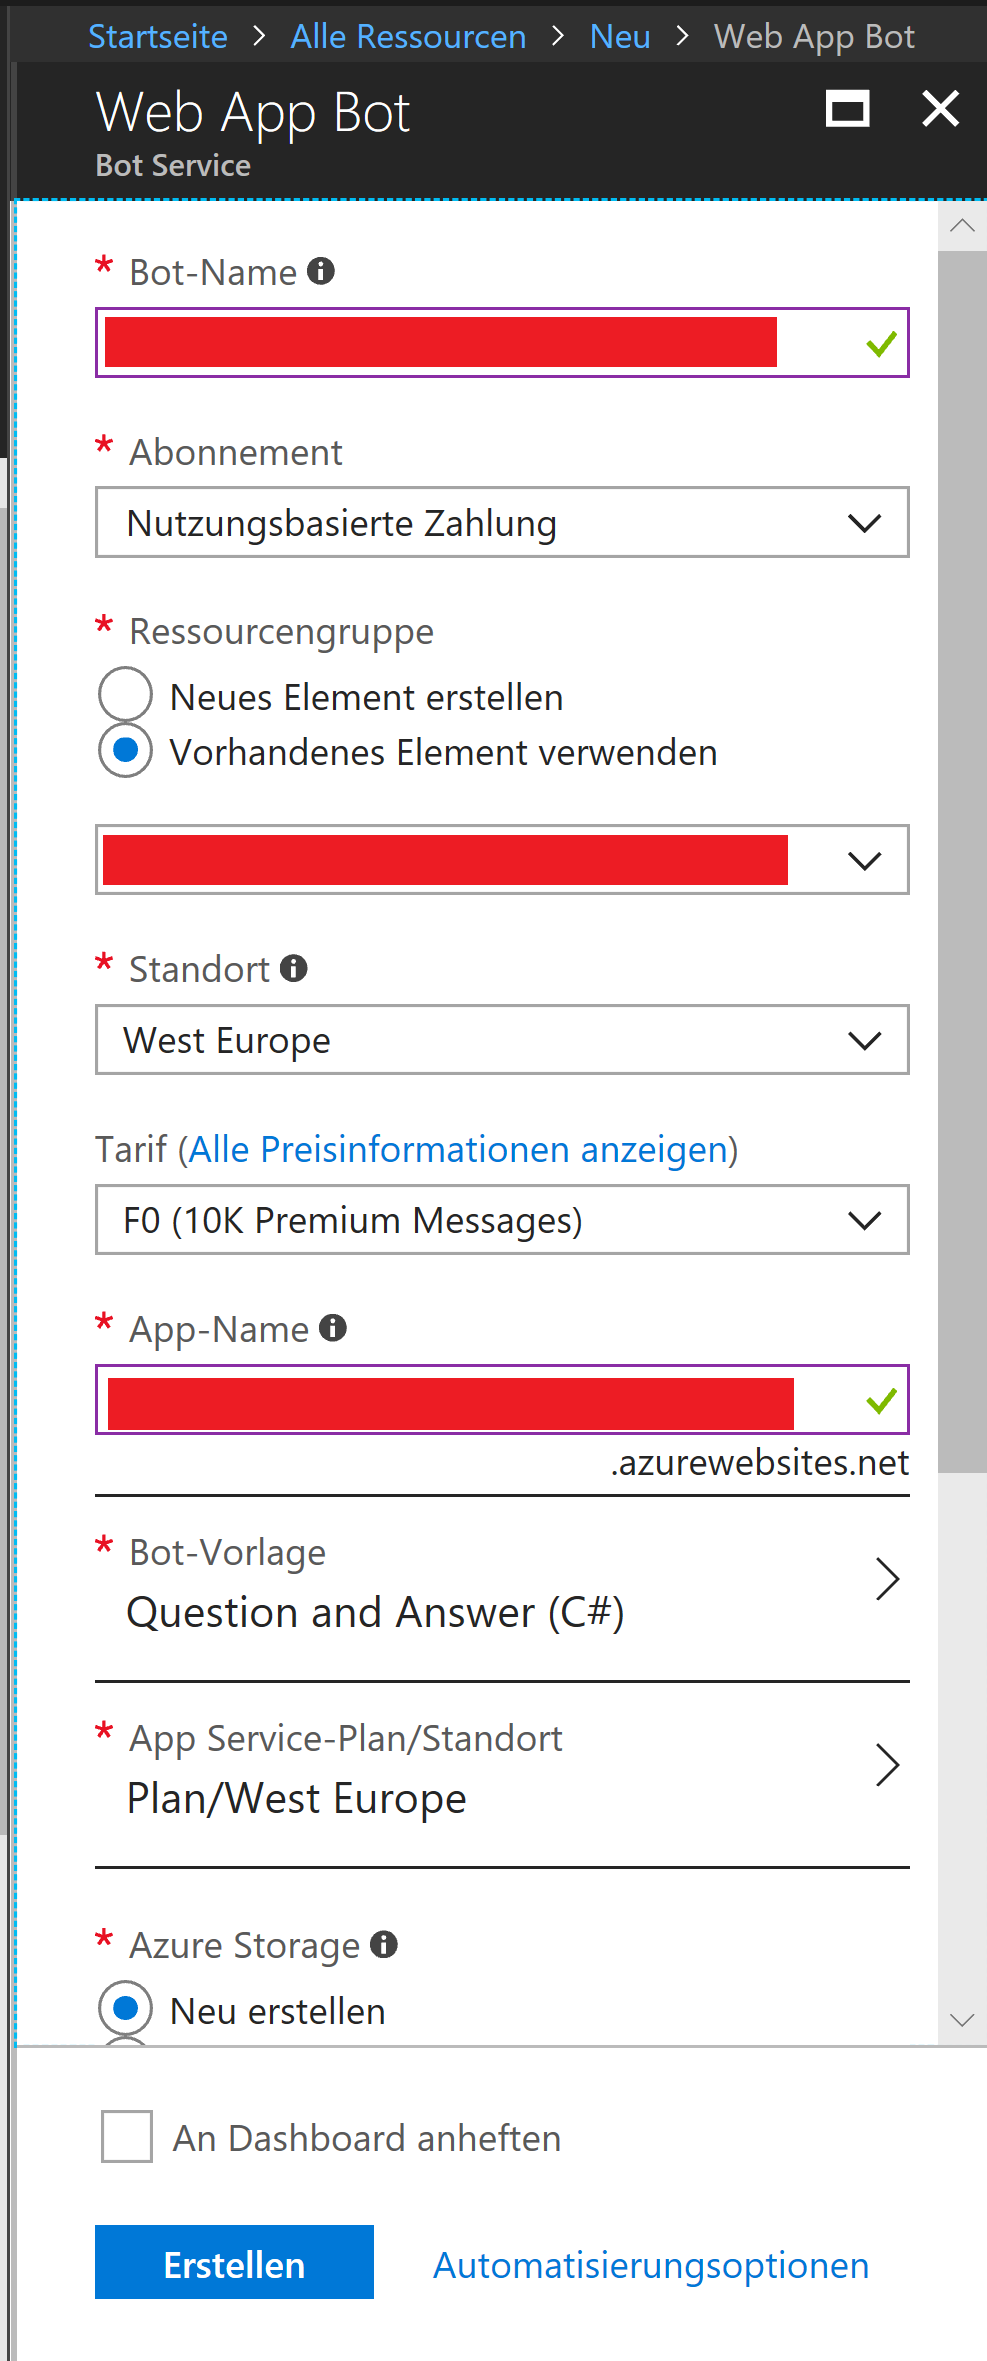 Startseite > Alle Ressourcen > Neu > Web App Bot
Web App Bot
Bot Service
* Bot-Name
* Abonnement
Nutzungsbasierte Zahlung
* Ressourcengruppe
Neues Element erstellen
Vorhandenes Element verwenden
* Standort
West Europe
Tarif (Alle Preisinformationen anzeigen)
F0 (10K Premium Messages)
* App-Name
.azurewebsites.net
* Bot-Vorlage
Question and Answer (C#)
* App Service-Plan/Standort
Plan/West Europe
* Azure Storage
Neu erstellen
An Dashboard anheften
Erstellen
Automatisierungsoptionen